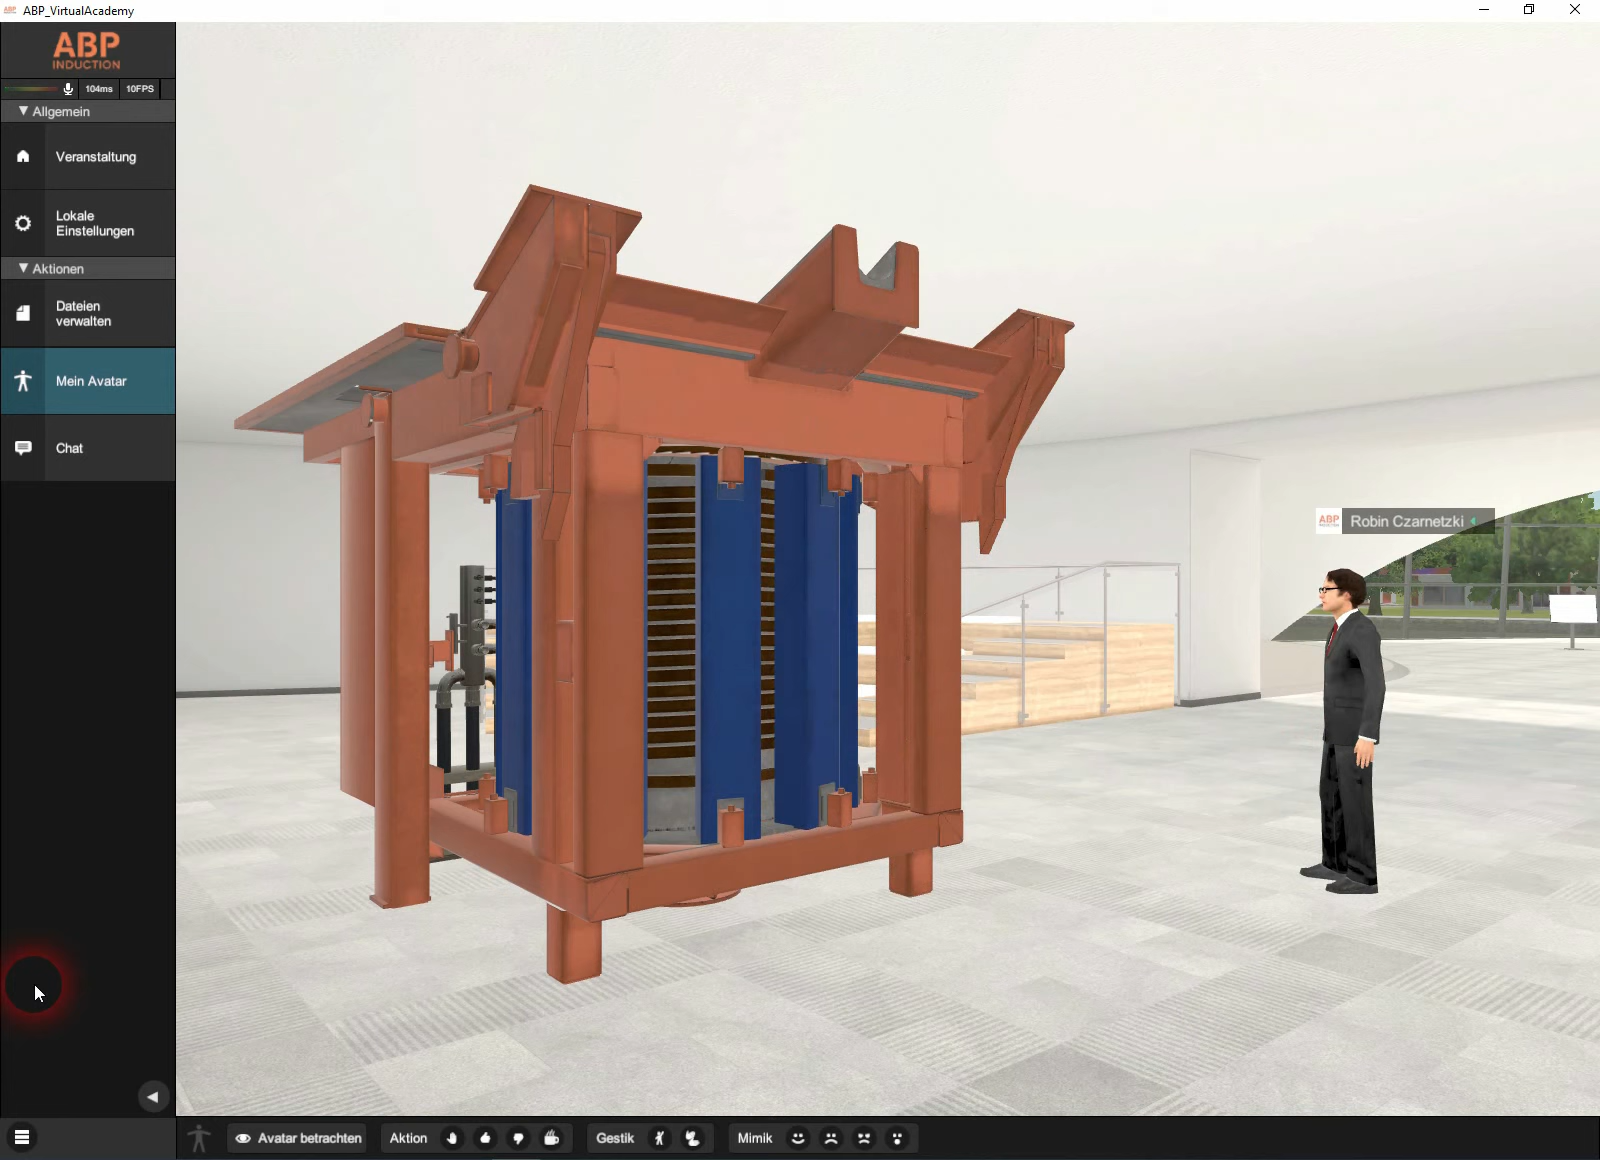 ABP_VirtualAcademy
ABP
INDUCTION
104ms
10FPS
Allgemein
Veranstaltung
Lokale
Einstellungen
Aktionen
Dateien
verwalten
Mein Avatar
Chat
ABP
INDUCTION
Robin Czarnetzki
Avatar betrachten
Aktion
Gestik
Mimik